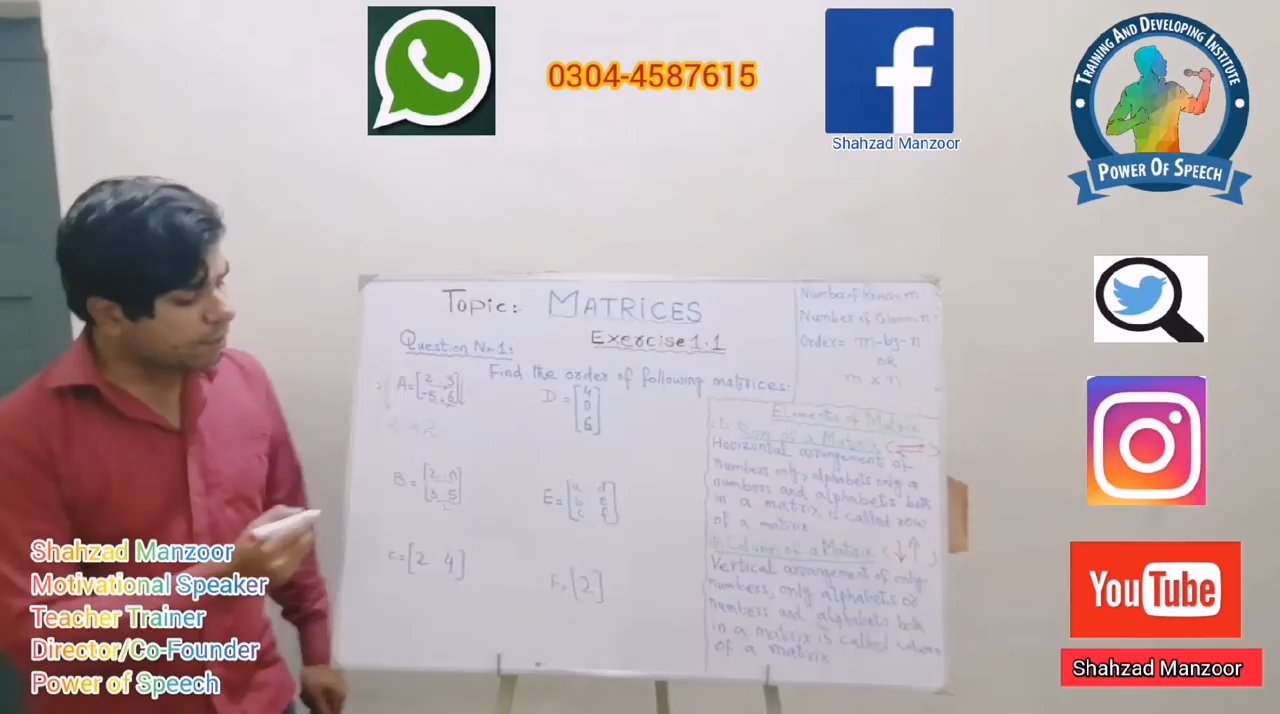 0304-4587615
Shahzad Manzoor
TRAINING AND DEVELOPING INSTITUTE
POWER OF SPEECH
Topic: MATRICES
Exercise 1.1
Question No 1:
Find the order of following matrices:
A=[2 3
-5 6]
2×2
B=[2 0
3 5]
C=[2 4]
D=[4
0
6]
E=[a d
b e
c f]
F=[2]
Number of Rows= m
Number of
Order= m-by-n
OR
m x n
Elements of Matrix
Row of a Matrix
Horizontal arrangement of
numbers only, alphabets only or
numbers and alphabets both
in a matrix is called row
of a matrix
Column of a Matrix
Vertical arrangement of only
numbers, only alphabets or
numbers and alphabets both
in a matrix is called column
of a matrix
Shahzad Manzoor
Motivational Speaker
Teacher Trainer
Director/Co-Founder
Power of Speech
YouTube
Shahzad Manzoor